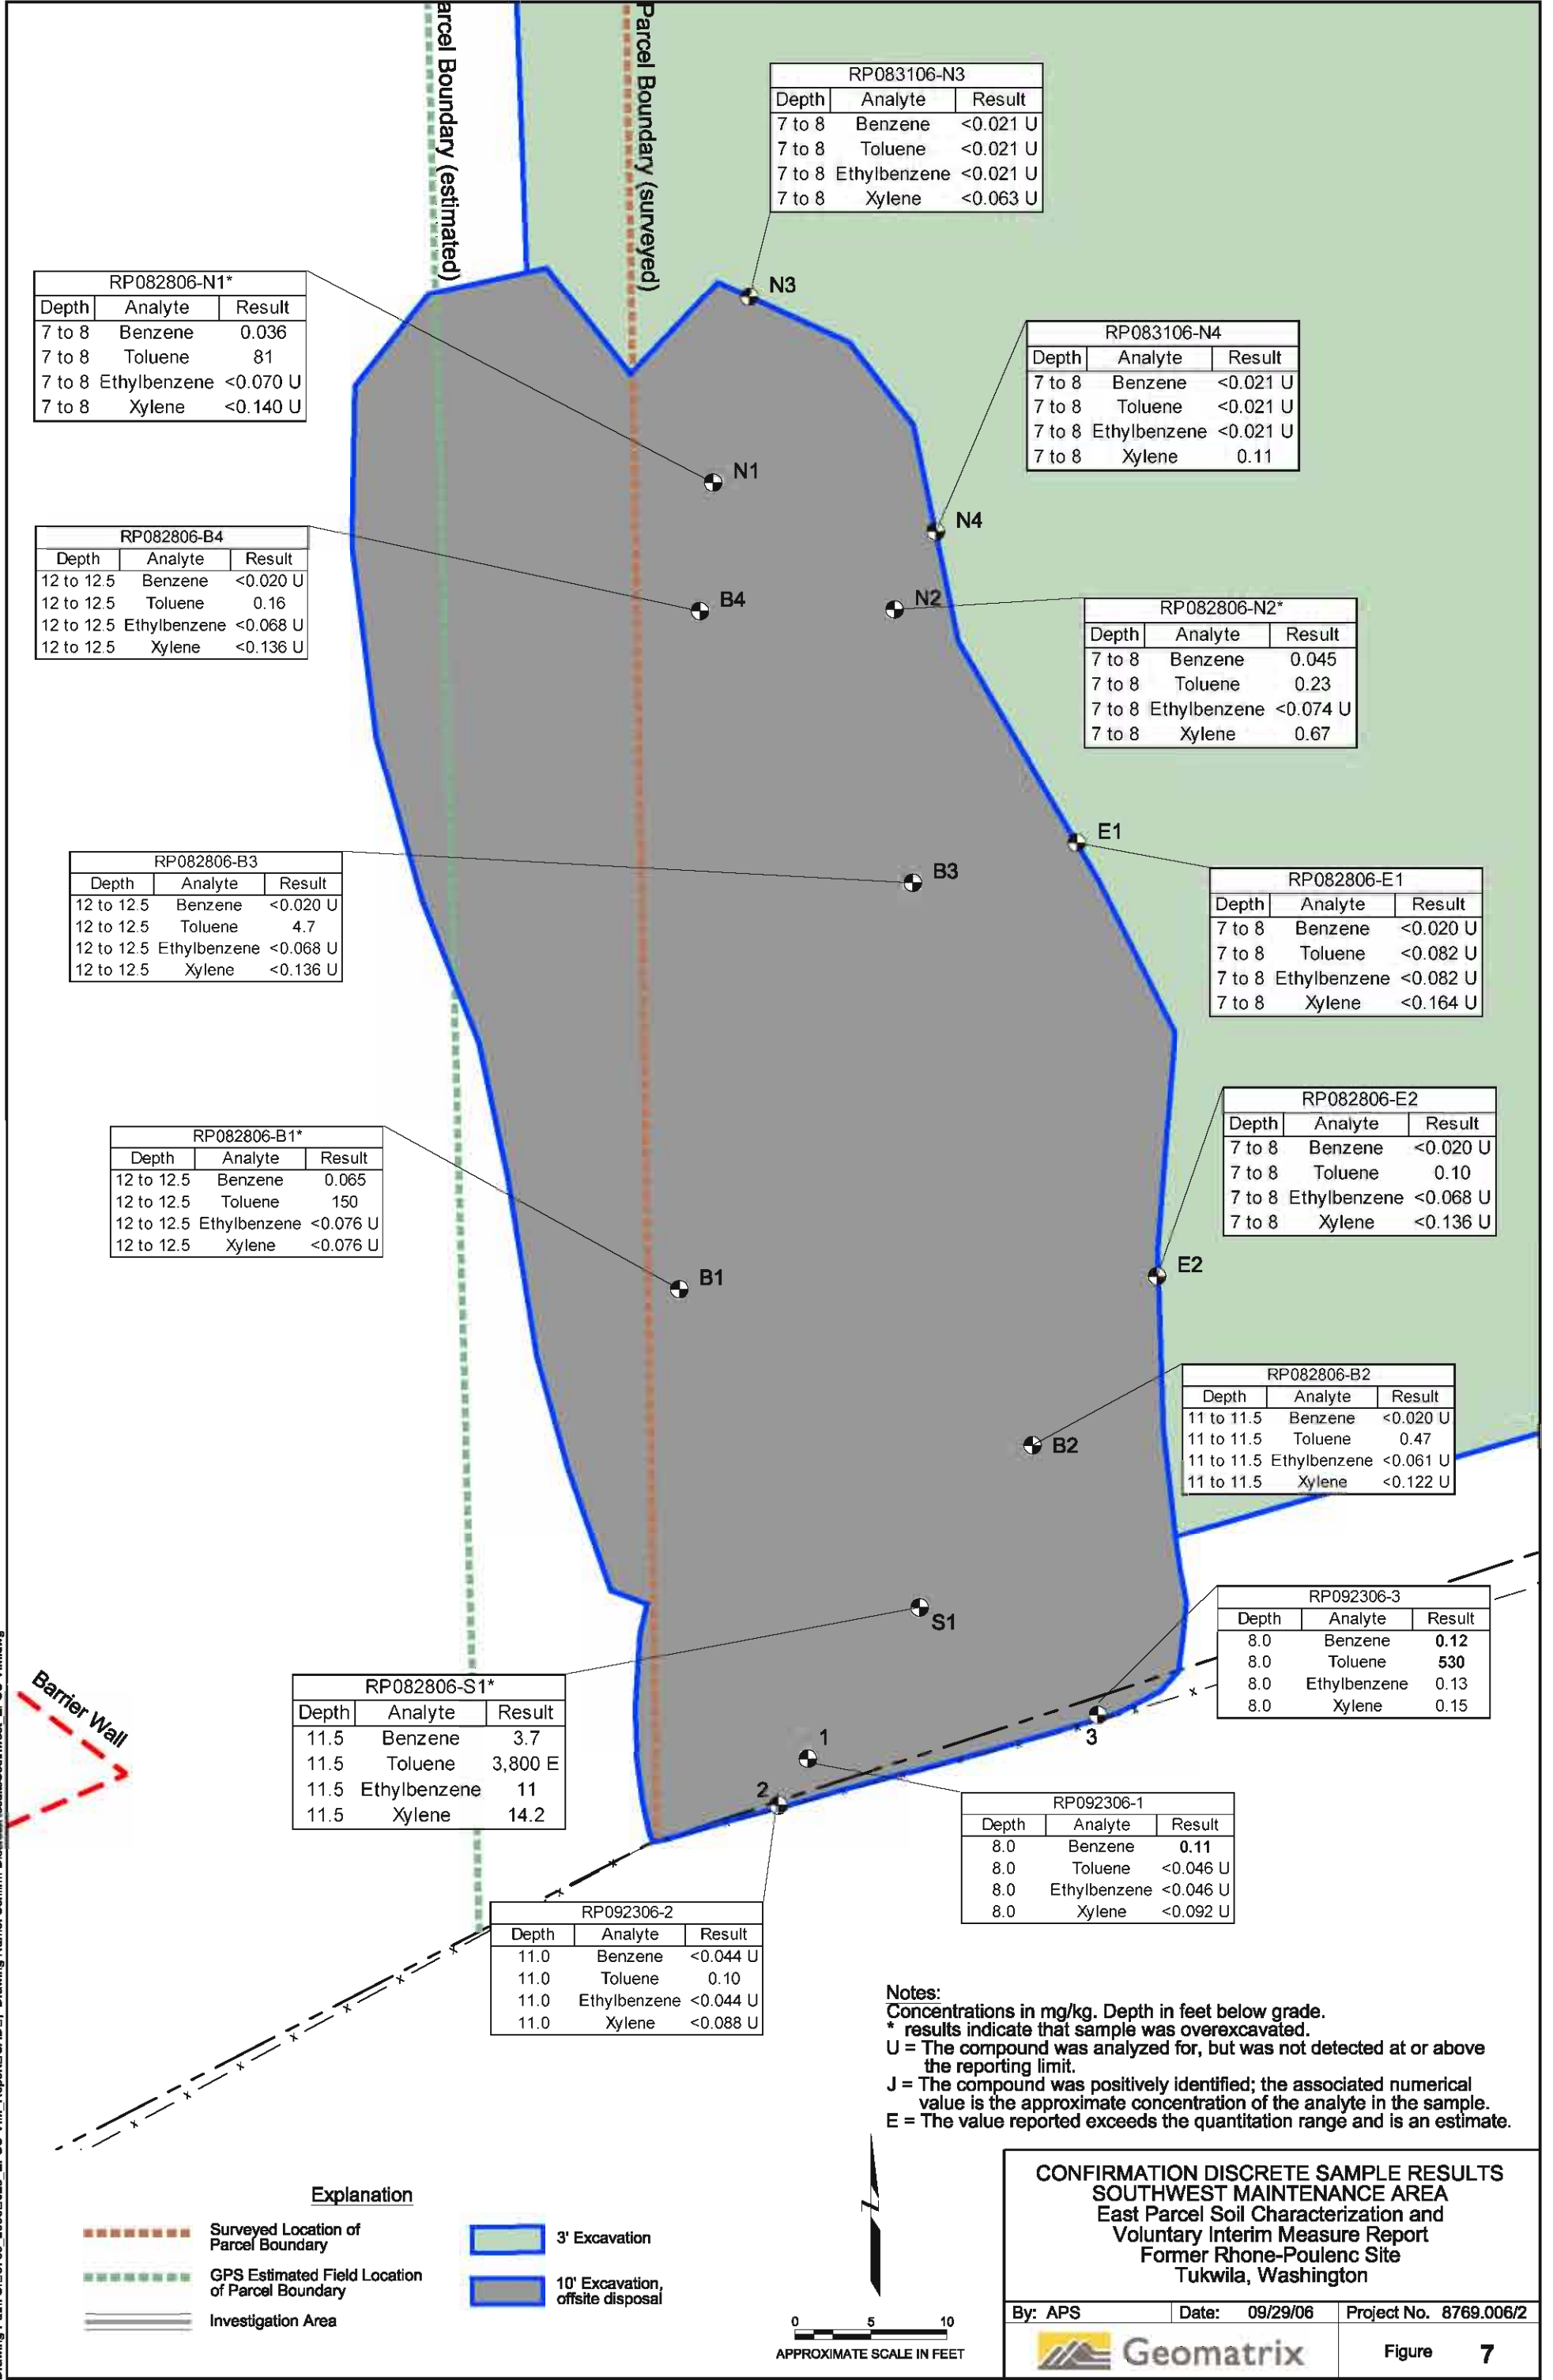 arcel Boundary (estimated)
Parcel Boundary (surveyed)
RP083106-N3
Depth Analyte Result
7 to 8 Benzene <0.021 U
7 to 8 Toluene <0.021 U
7 to 8 Ethylbenzene <0.021 U
7 to 8 Xylene <0.063 U
N3
RP082806-N1*
Depth Analyte Result
7 to 8 Benzene 0.036
7 to 8 Toluene 81
7 to 8 Ethylbenzene <0.070 U
7 to 8 Xylene <0.140 U
RP083106-N4
Depth Analyte Result
7 to 8 Benzene <0.021 U
7 to 8 Toluene <0.021 U
7 to 8 Ethylbenzene <0.021 U
7 to 8 Xylene 0.11
N1
N4
RP082806-B4
Depth Analyte Result
12 to 12.5 Benzene <0.020 U
12 to 12.5 Toluene 0.16
12 to 12.5 Ethylbenzene <0.068 U
12 to 12.5 Xylene <0.136 U
B4
N2
RP082806-N2*
Depth Analyte Result
7 to 8 Benzene 0.045
7 to 8 Toluene 0.23
7 to 8 Ethylbenzene <0.074 U
7 to 8 Xylene 0.67
E1
RP082806-B3
Depth Analyte Result
12 to 12.5 Benzene <0.020 U
12 to 12.5 Toluene 4.7
12 to 12.5 Ethylbenzene <0.068 U
12 to 12.5 Xylene <0.136 U
B3
RP082806-E1
Depth Analyte Result
7 to 8 Benzene <0.020 U
7 to 8 Toluene <0.082 U
7 to 8 Ethylbenzene <0.082 U
7 to 8 Xylene <0.164 U
RP082806-E2
Depth Analyte Result
7 to 8 Benzene <0.020 U
7 to 8 Toluene 0.10
7 to 8 Ethylbenzene <0.068 U
7 to 8 Xylene <0.136 U
RP082806-B1*
Depth Analyte Result
12 to 12.5 Benzene 0.065
12 to 12.5 Toluene 150
12 to 12.5 Ethylbenzene <0.076 U
12 to 12.5 Xylene <0.076 U
B1
E2
RP082806-B2
Depth Analyte Result
11 to 11.5 Benzene <0.020 U
11 to 11.5 Toluene 0.47
11 to 11.5 Ethylbenzene <0.061 U
11 to 11.5 Xylene <0.122 U
B2
S1
RP092306-3
Depth Analyte Result
8.0 Benzene 0.12
8.0 Toluene 530
8.0 Ethylbenzene 0.13
8.0 Xylene 0.15
Barrier Wall
RP082806-S1*
Depth Analyte Result
11.5 Benzene 3.7
11.5 Toluene 3,800 E
11.5 Ethylbenzene 11
11.5 Xylene 14.2
1
2
3
RP092306-1
Depth Analyte Result
8.0 Benzene 0.11
8.0 Toluene <0.046 U
8.0 Ethylbenzene <0.046 U
8.0 Xylene <0.092 U
RP092306-2
Depth Analyte Result
11.0 Benzene <0.044 U
11.0 Toluene 0.10
11.0 Ethylbenzene <0.044 U
11.0 Xylene <0.088 U
Notes:
Concentrations in mg/kg. Depth in feet below grade.
* results indicate that sample was overexcavated.
U = The compound was analyzed for, but was not detected at or above
the reporting limit.
J = The compound was positively identified; the associated numerical
value is the approximate concentration of the analyte in the sample.
E = The value reported exceeds the quantitation range and is an estimate.
Explanation
Surveyed Location of
Parcel Boundary
GPS Estimated Field Location
of Parcel Boundary
Investigation Area
3' Excavation
10' Excavation,
offsite disposal
0 5 10
APPROXIMATE SCALE IN FEET
CONFIRMATION DISCRETE SAMPLE RESULTS
SOUTHWEST MAINTENANCE AREA
East Parcel Soil Characterization and
Voluntary Interim Measure Report
Former Rhone-Poulenc Site
Tukwila, Washington
By: APS Date: 09/29/06 Project No. 8769.006/2
Geomatrix
Figure 7